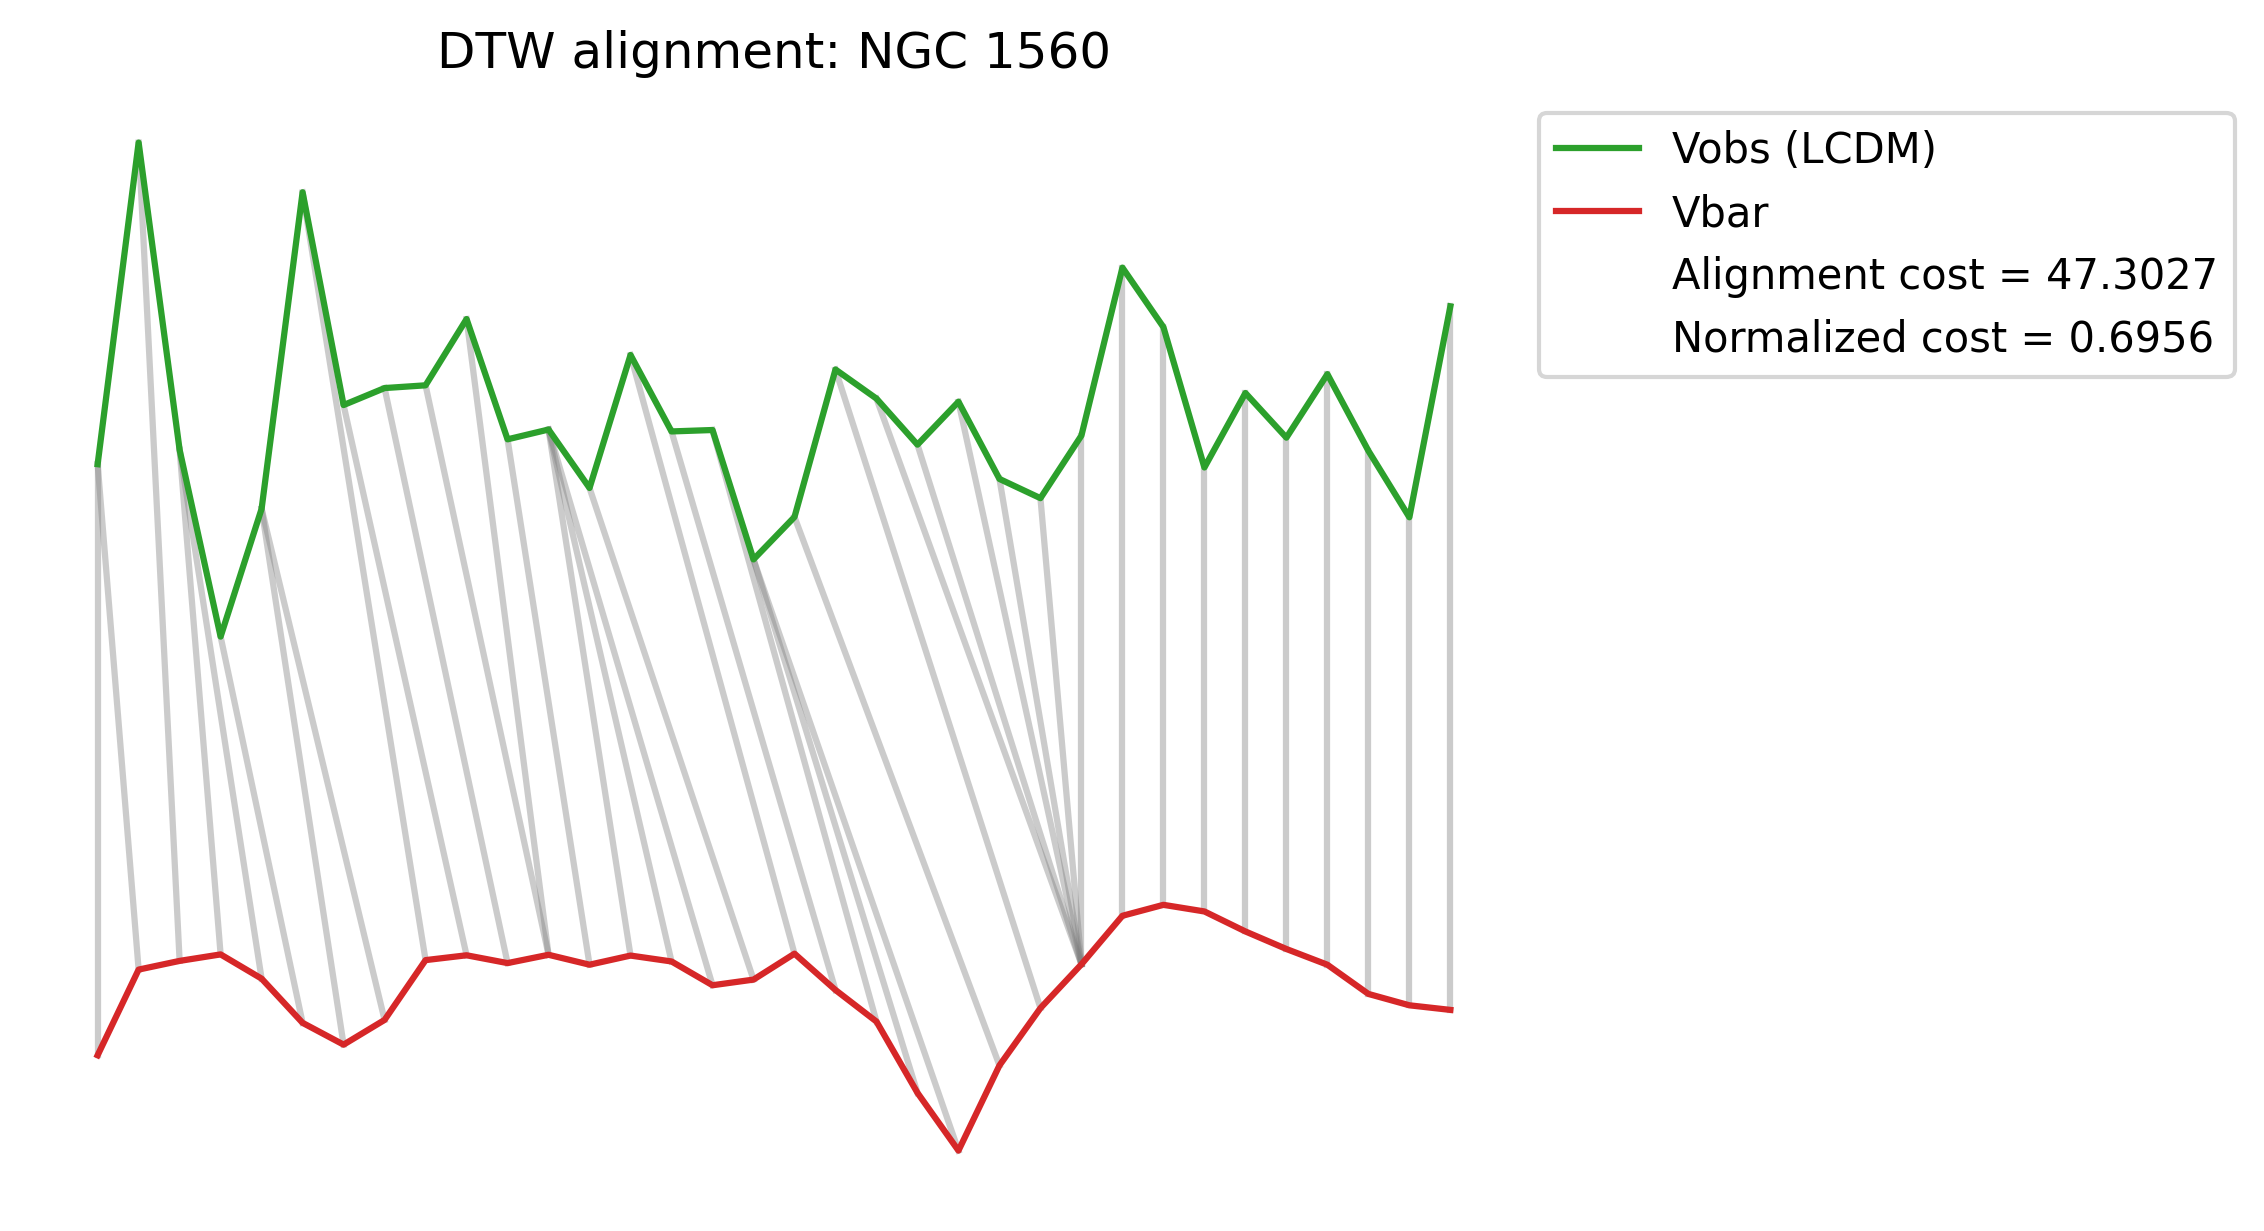 DTW alignment: NGC 1560
Vobs (LCDM)
Vbar
Alignment cost = 47.3027
Normalized cost = 0.6956